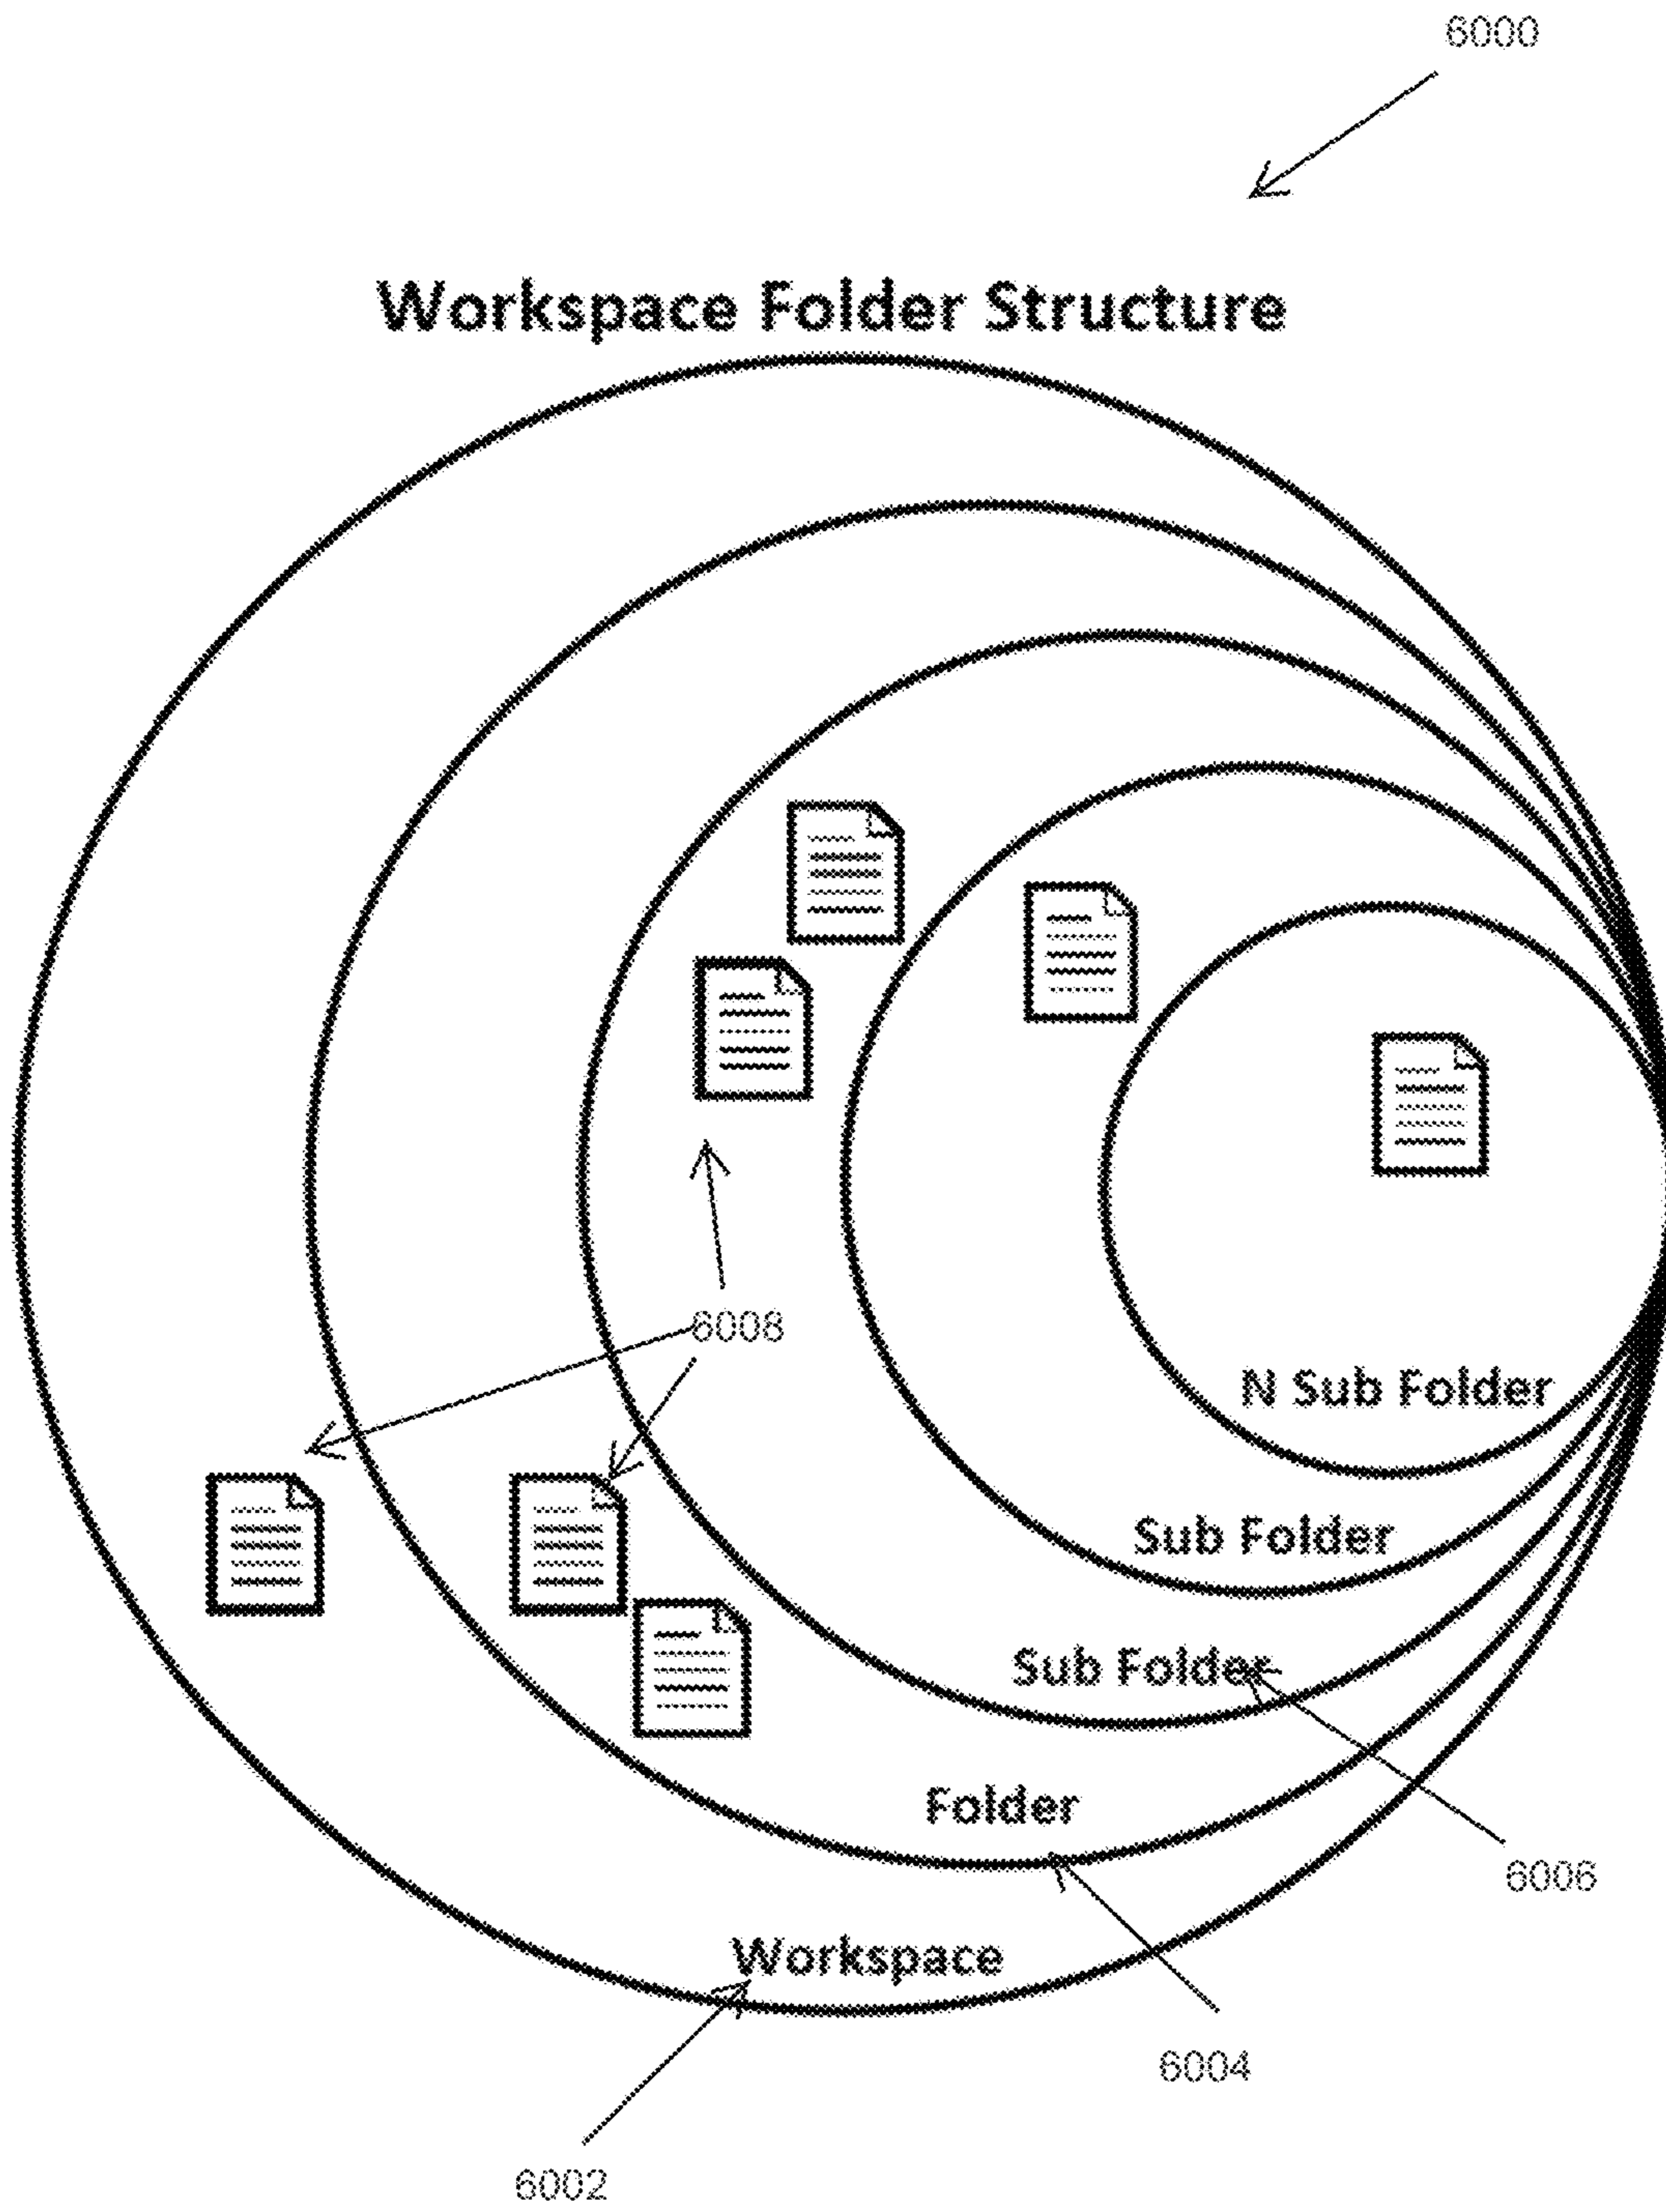 6000
Workspace Folder Structure
6008
N Sub Folder
Sub Folder
Sub Folder
Folder
6006
Workspace
6004
6002